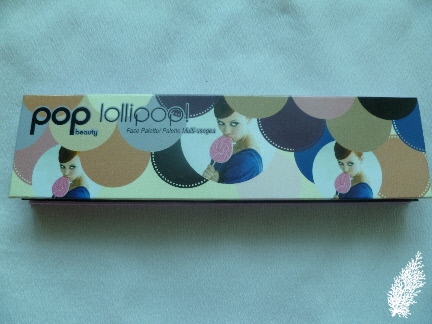 pop lollipop!
beauty
Face Palette/ Palette Multi-usages